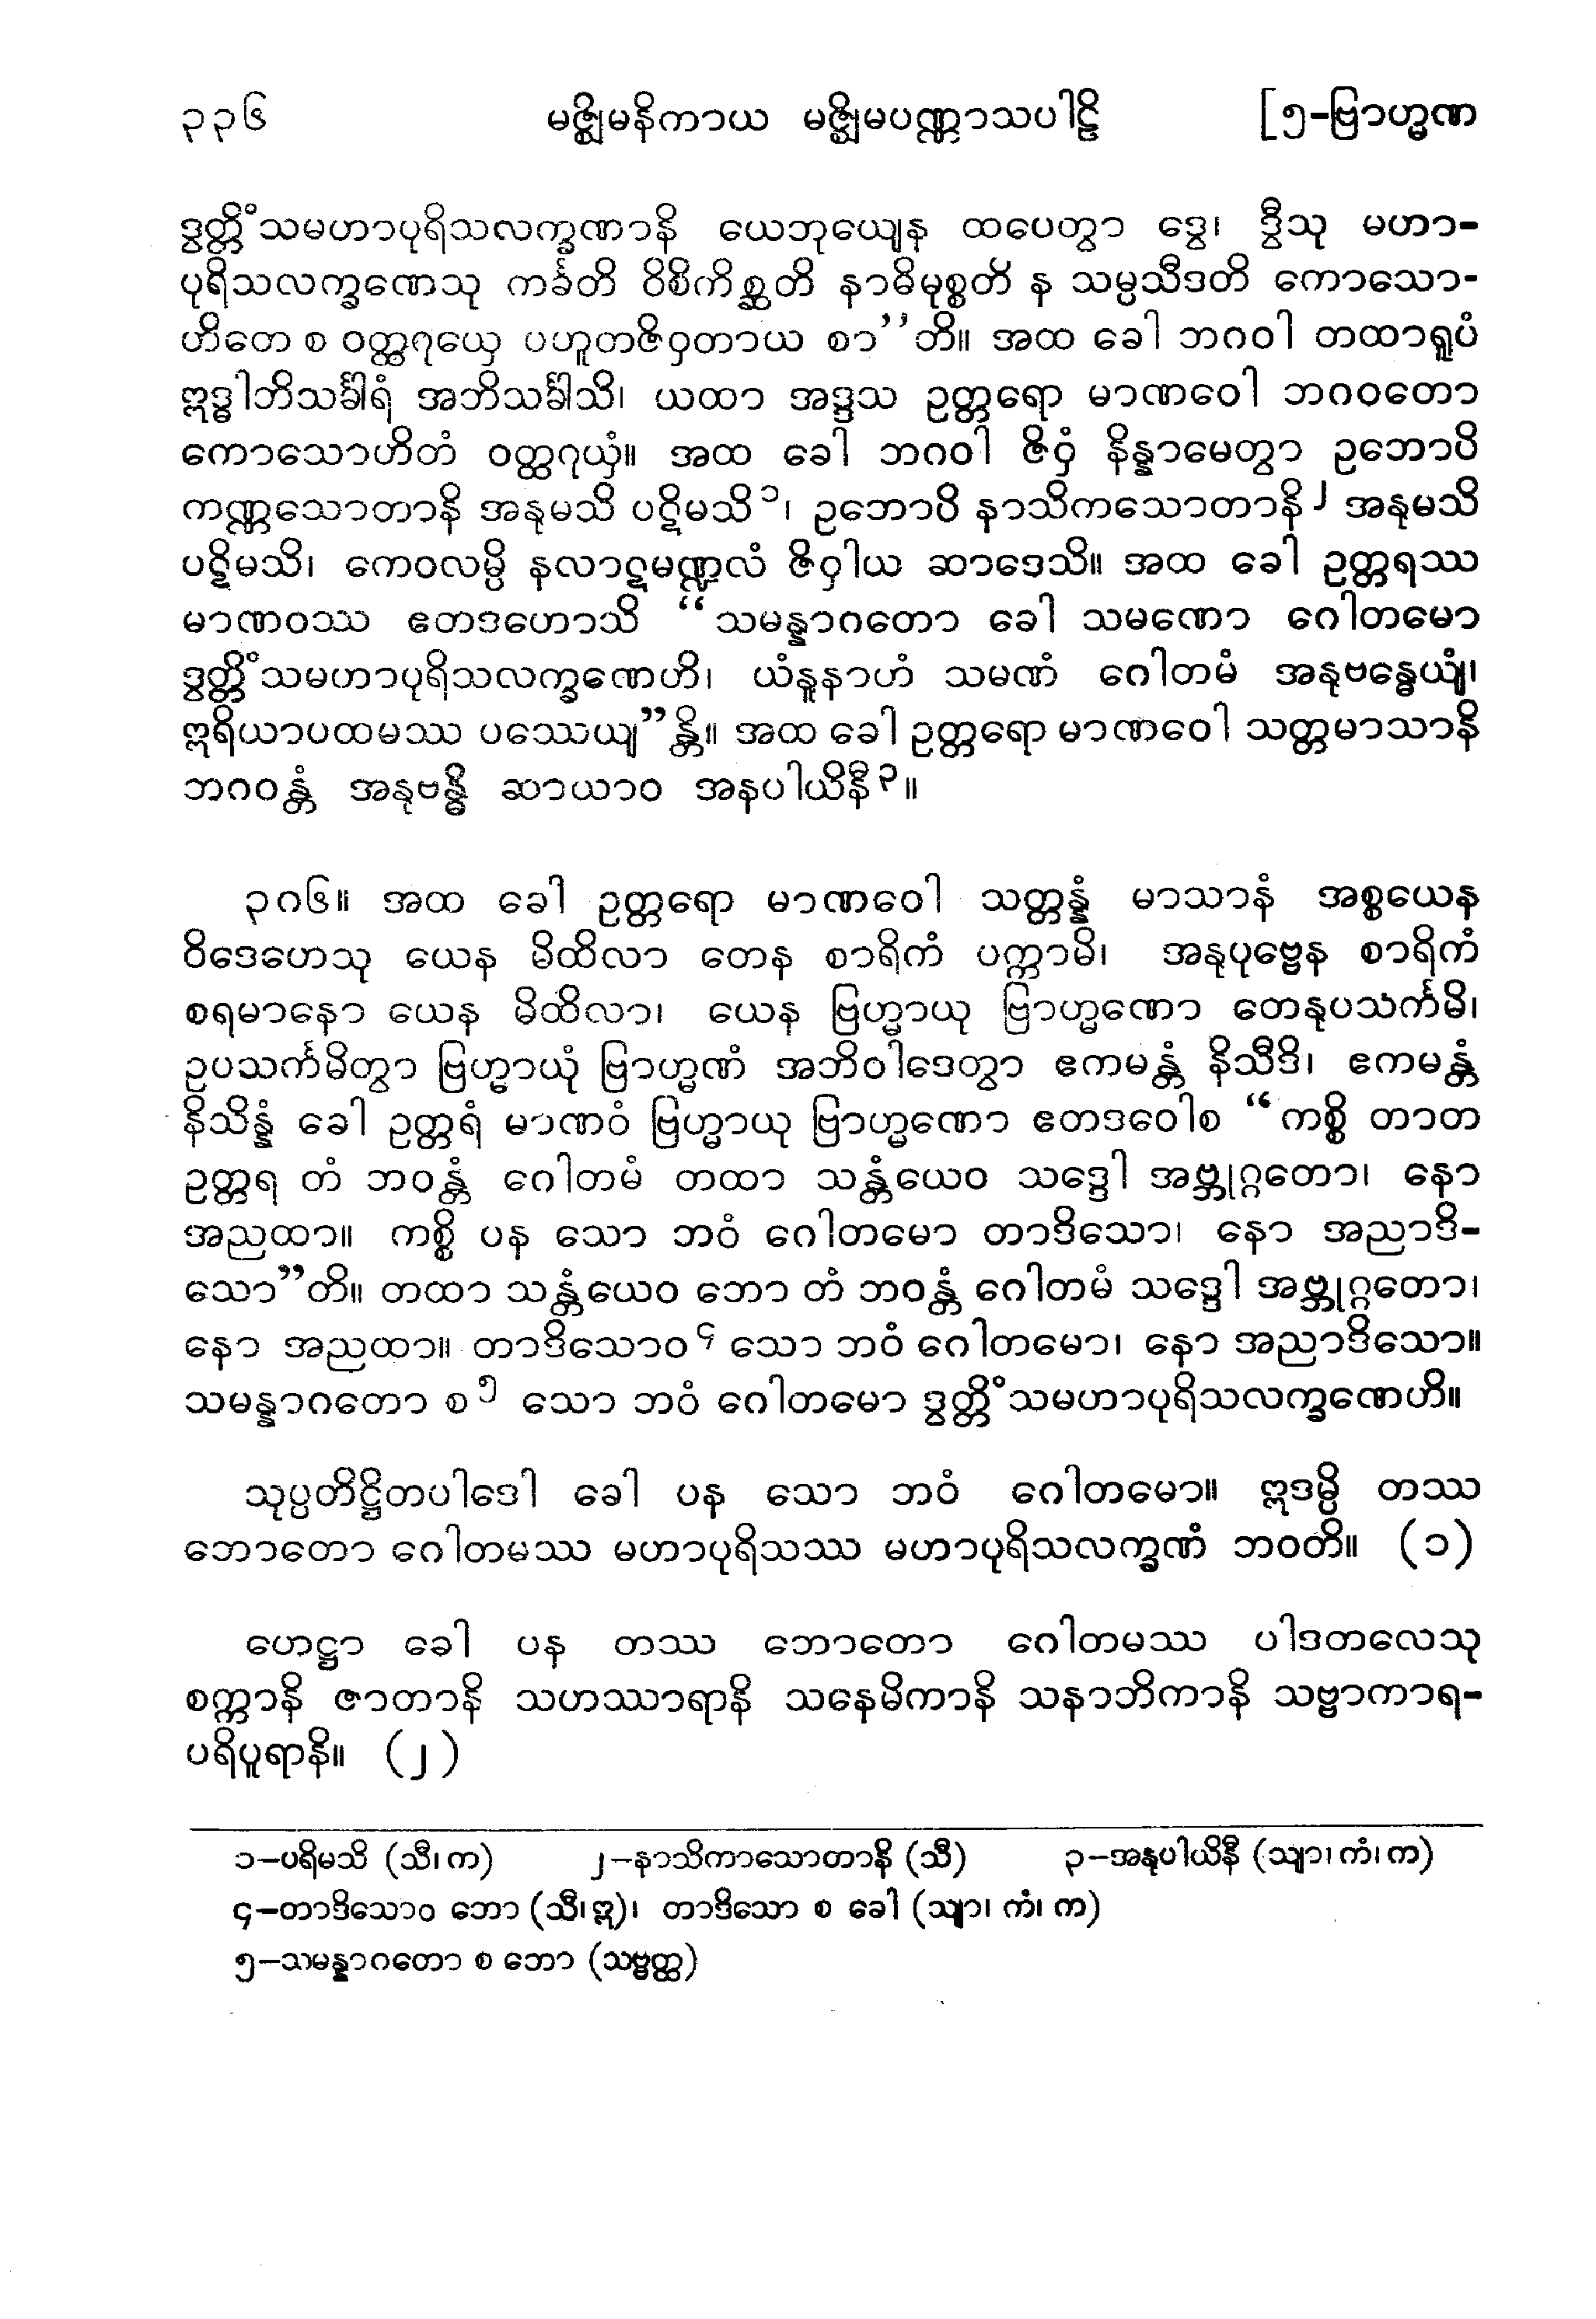 ၃၃၆ မဇ္ဈိမနိကာယ မဇ္ဈိမပဏ္ဏာသပါဠိ [၅-ဗြာဟ္မဏ
ဒွတ္တိံသမဟာပုရိသလက္ခဏာနိ ယေဘုယျေန ထပေတွာ ဒွေ၊ ဒွီသု မဟာ-
ပုရိသလက္ခဏေသု ကင်္ခတိ ဝိစိကိစ္ဆတိ နာဓိမုစ္စတိ န သမ္ပသီဒတိ ကောသော-
ဟိတေ စ ဝတ္ထဂုယှေ ပဟူတဇိဝှတာယ စာ”တိ။ အထ ခေါ ဘဂဝါ တထာရူပံ
ဣဒ္ဓါဘိသင်္ခါရံ အဘိသင်္ခါသိ၊ ယထာ အဒ္ဒသ ဥတ္တရော မာဏဝေါ ဘဂဝတော
ကောသောဟိတံ ဝတ္ထဂုယှံ။ အထ ခေါ ဘဂဝါ ဇိဝှံ နိန္နာမေတွာ ဥဘောပိ
ကဏ္ဏသောတာနိ အနုမသိ ပဋိမသိ ၁၊ ဥဘောပိ နာသိကသောတာနိ ၂ အနုမသိ
ပဋိမသိ၊ ကေဝလမ္ပိ နလာဋမဏ္ဍလံ ဇိဝှါယ ဆာဒေသိ။ အထ ခေါ ဥတ္တရဿ
မာဏဝဿ ဧတဒဟောသိ “သမန္နာဂတော ခေါ သမဏော ဂေါတမော
ဒွတ္တိံသမဟာပုရိသလက္ခဏေဟိ၊ ယံနူနာဟံ သမဏံ ဂေါတမံ အနုဗန္ဓေယျံ၊
ဣရိယာပထမဿ ပဿေယျ”န္တိ။ အထ ခေါ ဥတ္တရော မာဏဝေါ သတ္တမာသာနိ
ဘဂဝန္တံ အနုဗန္ဓိ ဆာယာဝ အနပါယိနီ ၃။
၃၈၆။ အထ ခေါ ဥတ္တရော မာဏဝေါ သတ္တန္နံ မာသာနံ အစ္စယေန
ဝိဒေဟေသု ယေန မိထိလာ တေန စာရိကံ ပက္ကာမိ၊ အနုပုဗ္ဗေန စာရိကံ
စရမာနော ယေန မိထိလာ၊ ယေန ဗြဟ္မာယု ဗြာဟ္မဏော တေနုပသင်္ကမိ၊
ဥပသင်္ကမိတွာ ဗြဟ္မာယုံ ဗြာဟ္မဏံ အဘိဝါဒေတွာ ဧကမန္တံ နိသီဒိ၊ ဧကမန္တံ
နိသိန္နံ ခေါ ဥတ္တရံ မာဏဝံ ဗြဟ္မာယု ဗြာဟ္မဏော ဧတဒဝေါစ “ကစ္စိ တာတ
ဥတ္တရ တံ ဘဝန္တံ ဂေါတမံ တထာ သန္တံယေဝ သဒ္ဒေါ အဗ္ဘုဂ္ဂတော၊ နော
အညထာ။ ကစ္စိ ပန သော ဘဝံ ဂေါတမော တာဒိသော၊ နော အညာဒိ-
သော”တိ။ တထာ သန္တံယေဝ ဘော တံ ဘဝန္တံ ဂေါတမံ သဒ္ဒေါ အဗ္ဘုဂ္ဂတော၊
နော အညထာ။ တာဒိသောဝ ၄ သော ဘဝံ ဂေါတမော၊ နော အညာဒိသော။
သမန္နာဂတော စ ၅ သော ဘဝံ ဂေါတမော ဒွတ္တိံသမဟာပုရိသလက္ခဏေဟိ။
သုပ္ပတိဋ္ဌိတပါဒေါ ခေါ ပန သော ဘဝံ ဂေါတမော။ ဣဒမ္ပိ တဿ
ဘောတော ဂေါတမဿ မဟာပုရိသဿ မဟာပုရိသလက္ခဏံ ဘဝတိ။ (၁)
ဟေဋ္ဌာ ခေါ ပန တဿ ဘောတော ဂေါတမဿ ပါဒတလေသု
စက္ကာနိ ဇာတာနိ သဟဿာရာနိ သနေမိကာနိ သနာဘိကာနိ သဗ္ဗာကာရ-
ပရိပူရာနိ။ (၂)
၁−ပရိမသိ (သီ၊ က) ၂−နာသိကာသောတာနိ (သီ) ၃−အနုပါယိနီ (သျာ၊ ကံ၊ က)
၄−တာဒိသောဝ ဘော (သီ၊ ဣ)၊ တာဒိသော စ ခေါ (သျာ၊ ကံ၊ က)
၅−သမန္နာဂတော စ ဘော (သဗ္ဗတ္ထ)